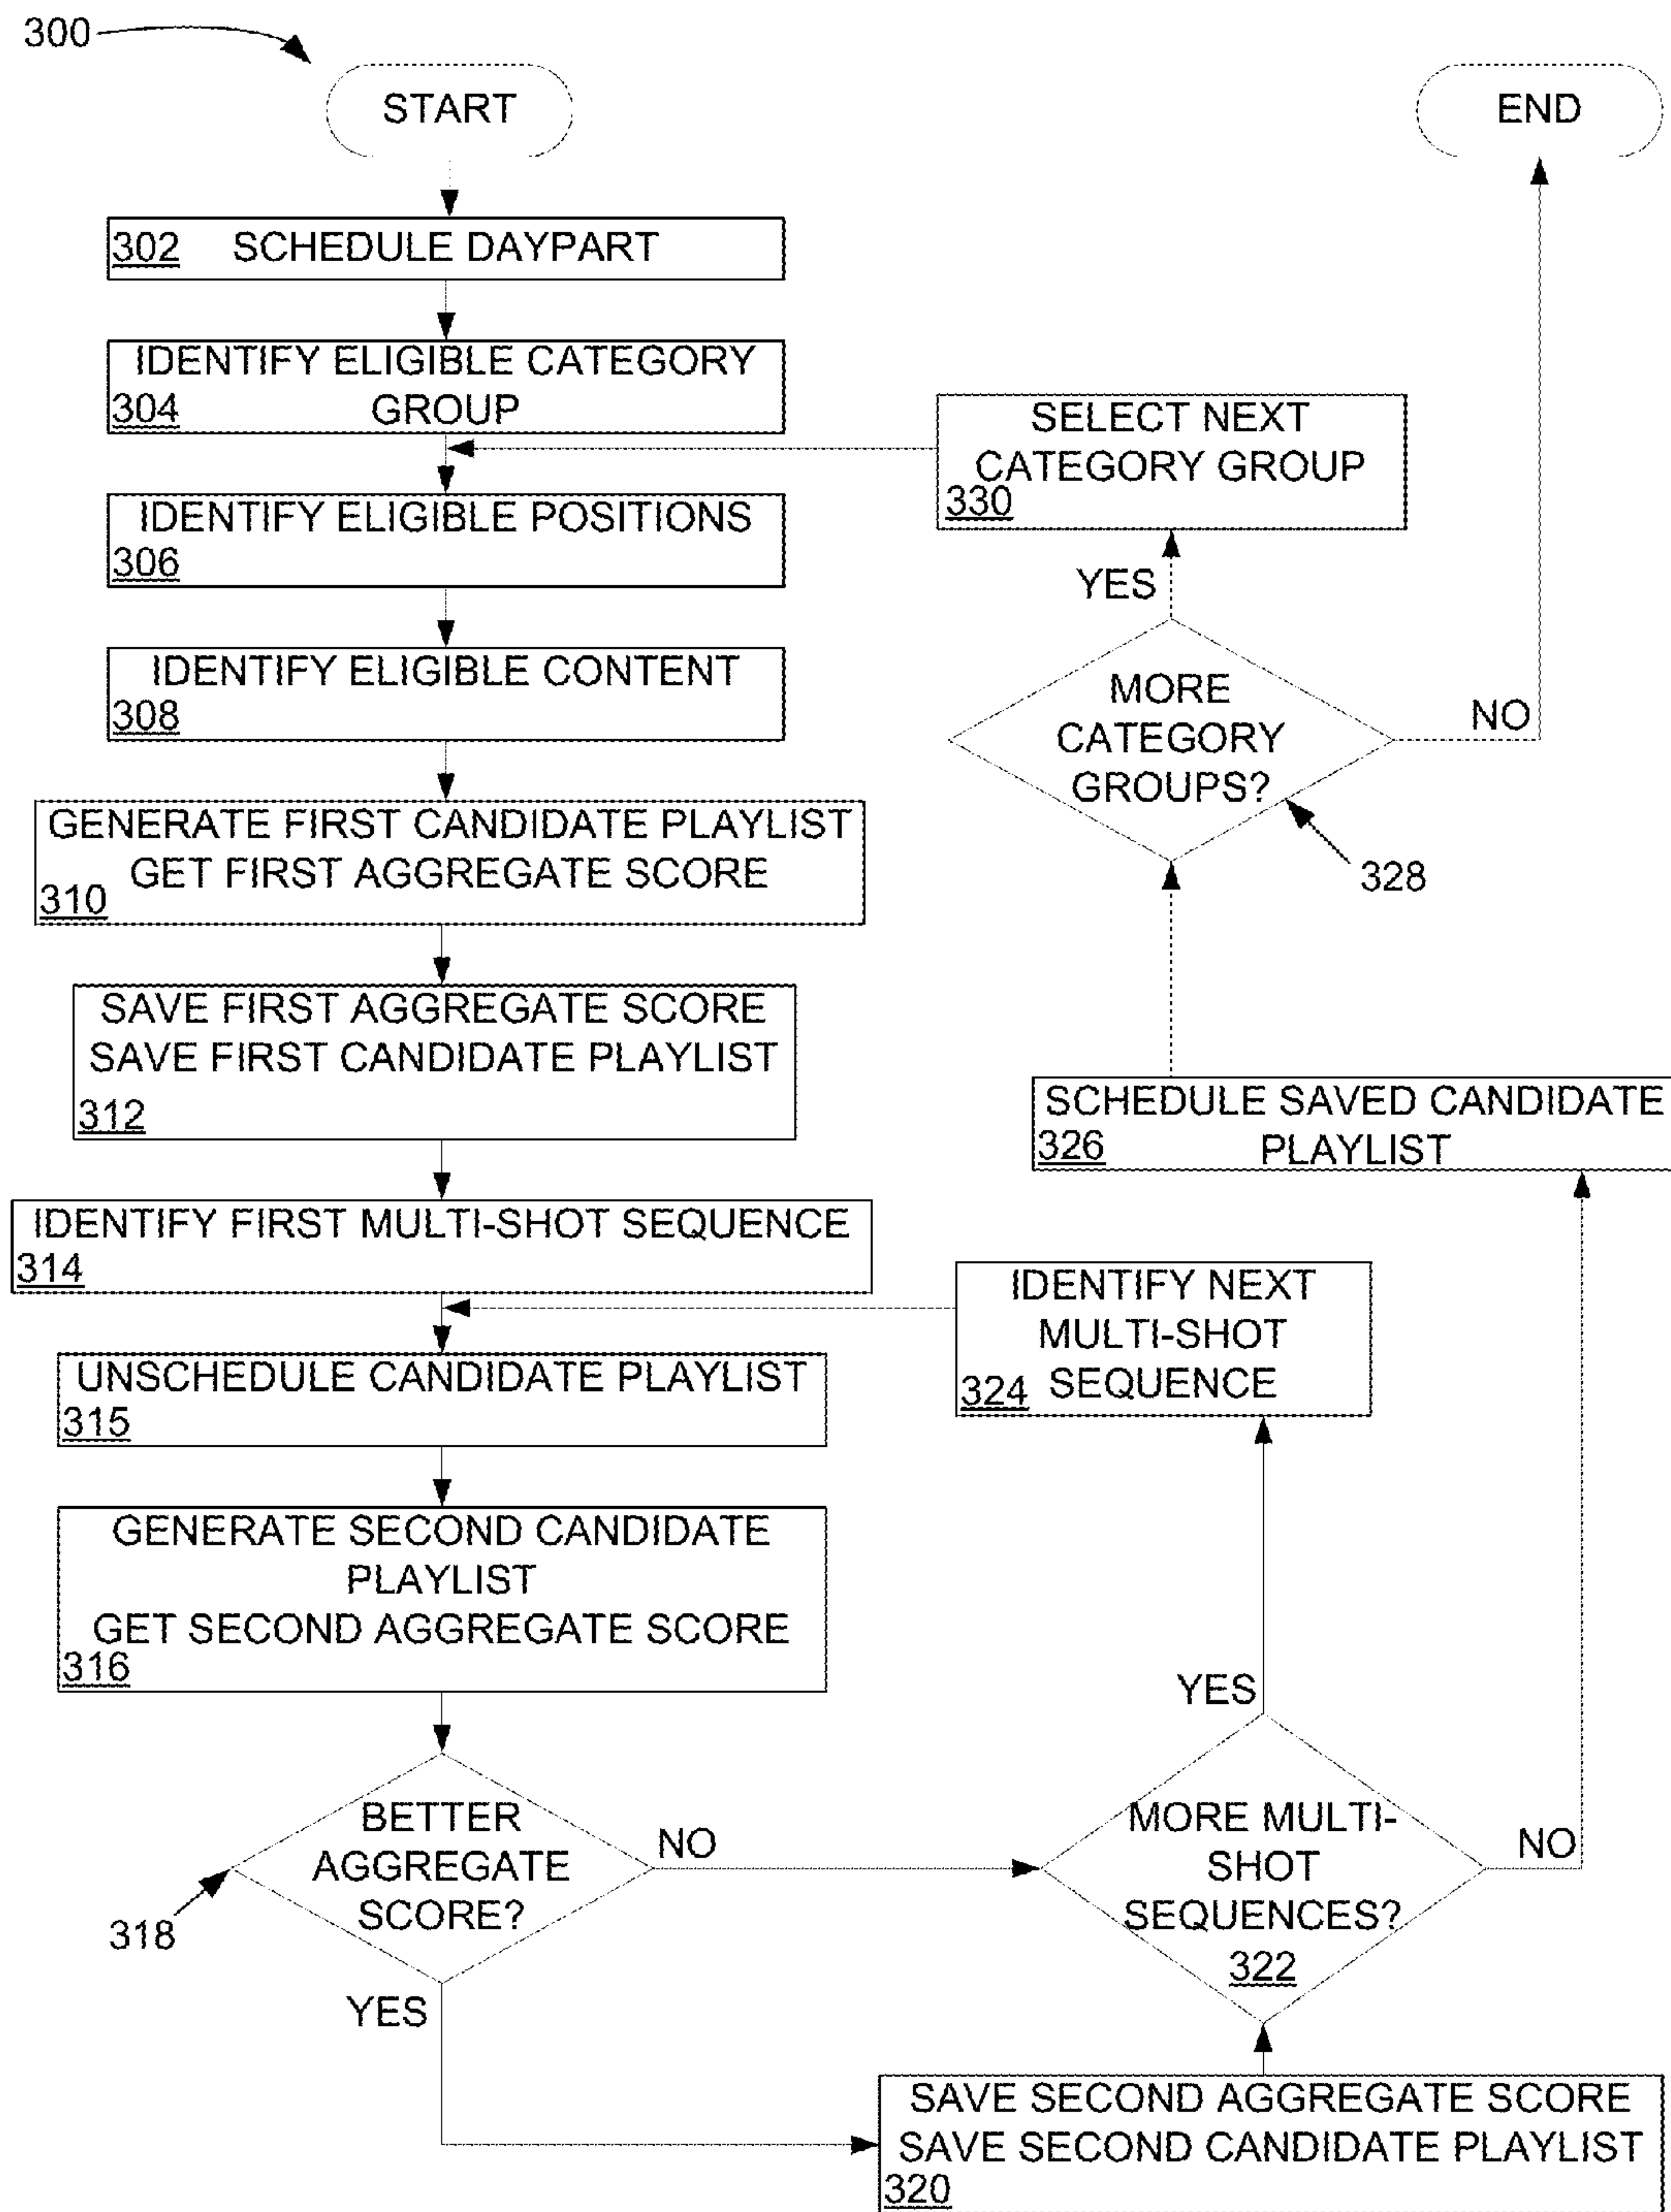 300
START
END
302 SCHEDULE DAYPART
IDENTIFY ELIGIBLE CATEGORY
304 GROUP
SELECT NEXT
CATEGORY GROUP
330
IDENTIFY ELIGIBLE POSITIONS
306
YES
IDENTIFY ELIGIBLE CONTENT
308
MORE
CATEGORY
GROUPS?
NO
328
GENERATE FIRST CANDIDATE PLAYLIST
GET FIRST AGGREGATE SCORE
310
SAVE FIRST AGGREGATE SCORE
SAVE FIRST CANDIDATE PLAYLIST
312
SCHEDULE SAVED CANDIDATE
326 PLAYLIST
IDENTIFY FIRST MULTI-SHOT SEQUENCE
314
IDENTIFY NEXT
MULTI-SHOT
324 SEQUENCE
UNSCHEDULE CANDIDATE PLAYLIST
315
GENERATE SECOND CANDIDATE
PLAYLIST
GET SECOND AGGREGATE SCORE
316
YES
BETTER
AGGREGATE
SCORE?
NO
318
YES
MORE MULTI-
SHOT
SEQUENCES?
322
NO
SAVE SECOND AGGREGATE SCORE
SAVE SECOND CANDIDATE PLAYLIST
320